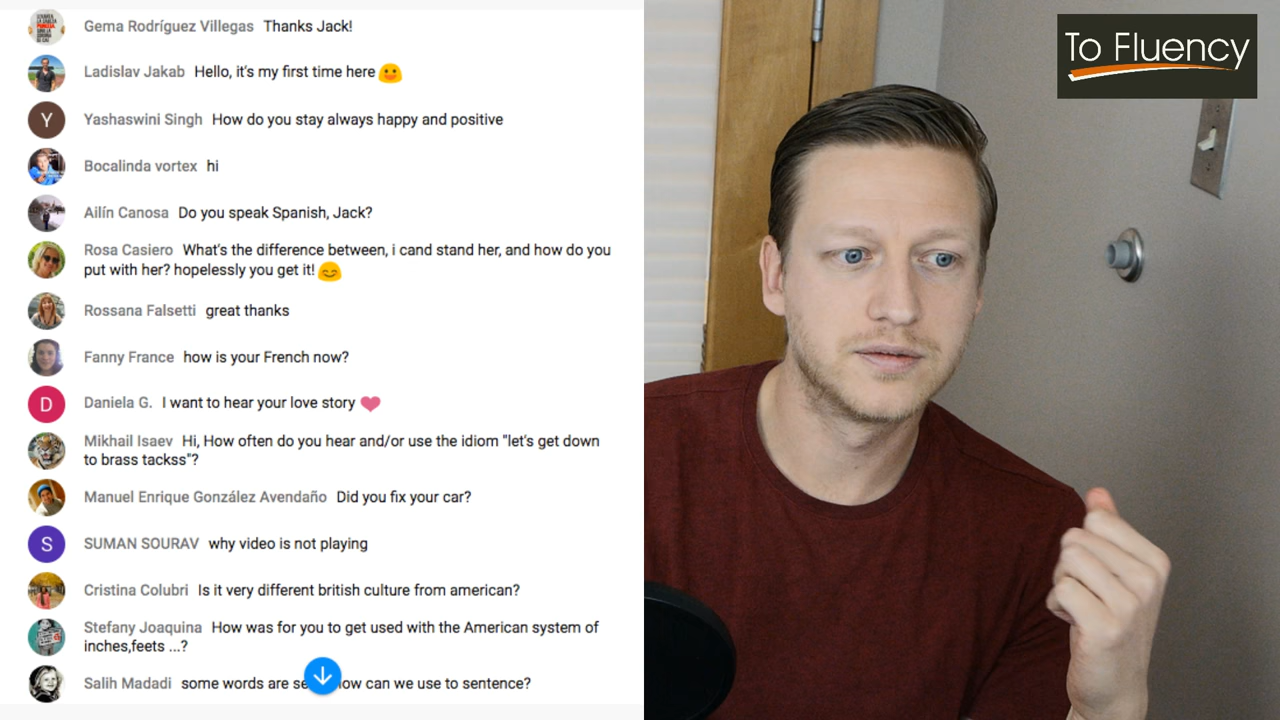 Gema Rodríguez Villegas Thanks Jack!
Ladislav Jakab Hello, it's my first time here
Y
Yashaswini Singh How do you stay always happy and positive
Bocalinda vortex hi
Ailín Canosa Do you speak Spanish, Jack?
Rosa Casiero What's the difference between, i cand stand her, and how do you
put with her? hopelessly you get it!
Rossana Falsetti great thanks
Fanny France how is your French now?
D
Daniela G. I want to hear your love story
Mikhail Isaev Hi, How often do you hear and/or use the idiom "let's get down
to brass tackss"?
Manuel Enrique González Avendaño Did you fix your car?
S
SUMAN SOURAV why video is not playing
Cristina Colubri Is it very different british culture from american?
Stefany Joaquina How was for you to get used with the American system of
inches,feets ...?
Salih Madadi some words are can we use to sentence?
To Fluency